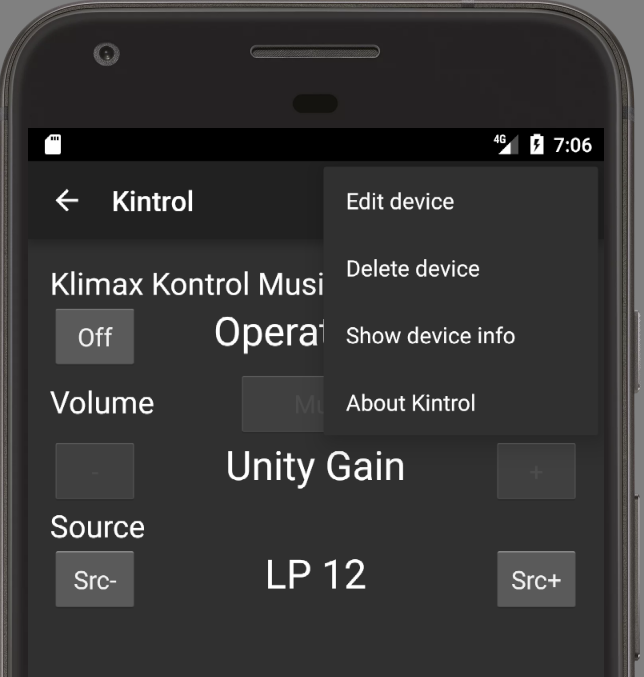 4G 7:06
Kintrol
Edit device
Delete device
Show device info
About Kintrol
Klimax Kontrol Musi
Off
Operat
Volume
Mu
-
Unity Gain
+
Source
Src-
LP 12
Src+